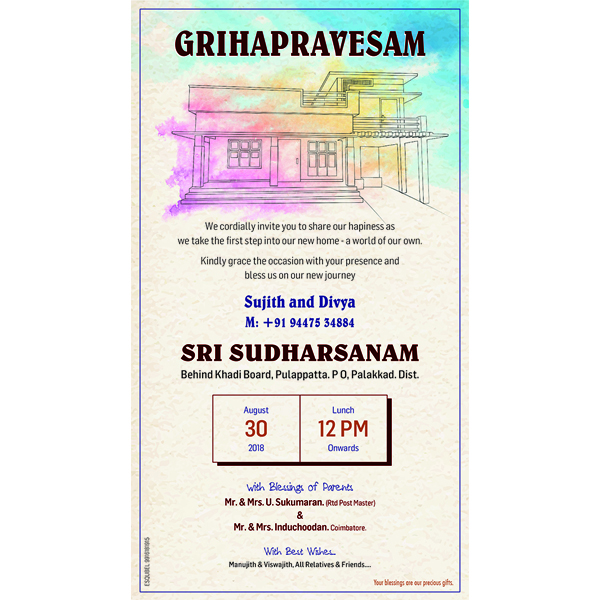 GRIHAPRAVESAM
We cordially invite you to share our hapiness as
we take the first step into our new home - a world of our own.
Kindly grace the occasion with your presence and
bless us on our new journey
Sujith and Divya
M: +91 94475 34884
SRI SUDHARSANAM
Behind Khadi Board, Pulappatta. P O, Palakkad. Dist.
August
30
2018
Lunch
12 PM
Onwards
With Blessings of Parents
Mr. & Mrs. U. Sukumaran. (Rtd Post Master)
&
Mr. & Mrs. Induchoodan. Coimbatore.
With Best Wishes..
Manujith & Viswajith, All Relatives & Friends....
Your blessings are our precious gifts.